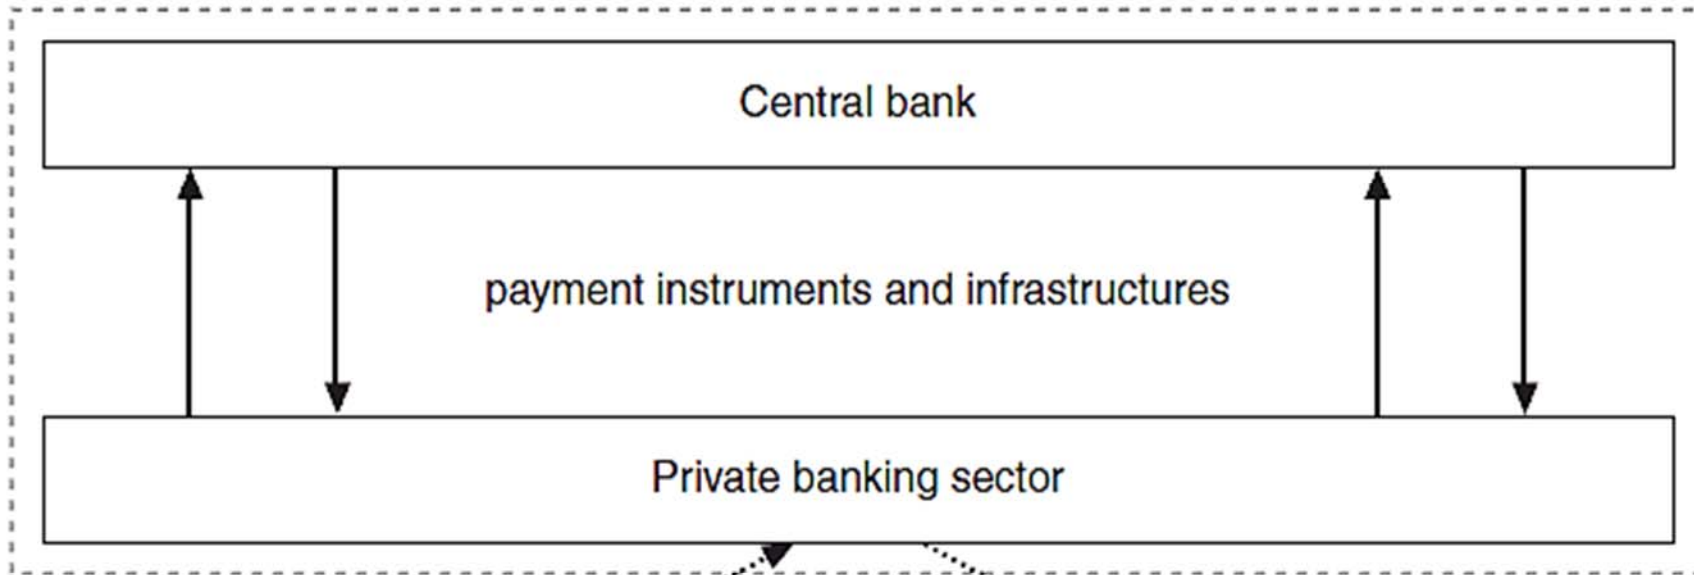 Central bank
payment instruments and infrastructures
Private banking sector